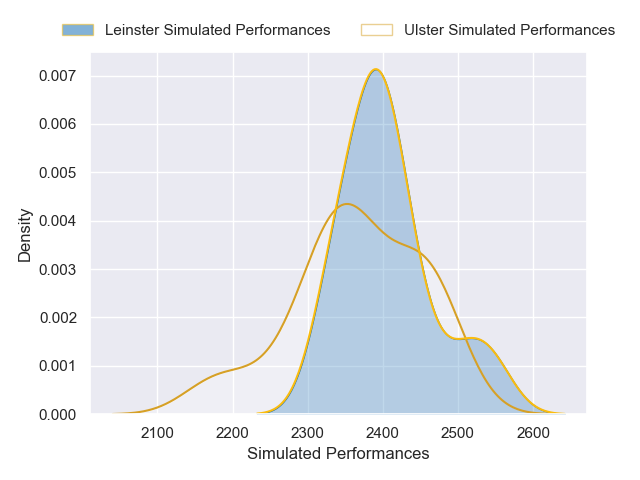 Leinster Simulated Performances Ulster Simulated Performances
0.007
0.006
0.005
0.004
0.003
0.002
0.001
0.000
Density
2100 2200 2300 2400 2500 2600
Simulated Performances